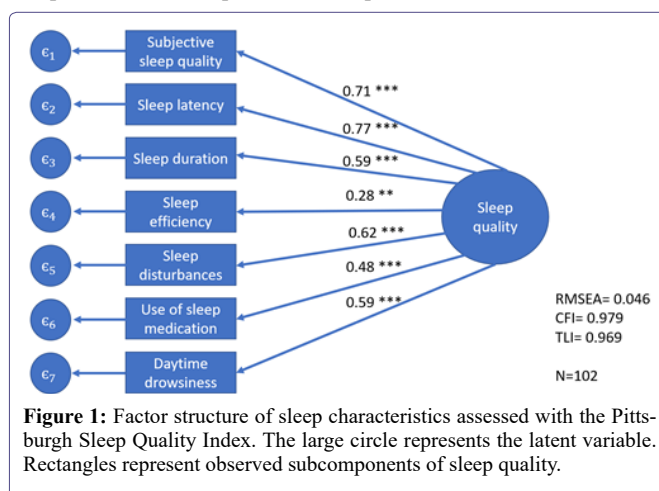 ϵ1
Subjective
sleep quality
0.71 ***
ϵ2
Sleep latency
0.77 ***
ϵ3
Sleep duration
0.59 ***
ϵ4
Sleep
efficiency
0.28 **
Sleep
quality
ϵ5
Sleep
disturbances
0.62 ***
ϵ6
Use of sleep
medication
0.48 ***
ϵ7
Daytime
drowsiness
0.59 ***
RMSEA= 0.046
CFI= 0.979
TLI= 0.969
N=102
Figure 1: Factor structure of sleep characteristics assessed with the Pitts-
burgh Sleep Quality Index. The large circle represents the latent variable.
Rectangles represent observed subcomponents of sleep quality.